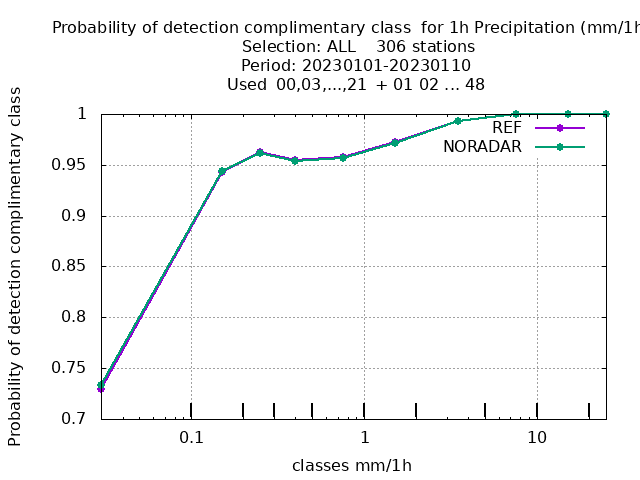 Probability of detection complimentary class for 1h Precipitation (mm/1h
Selection: ALL 306 stations
Period: 20230101-20230110
Used 00,03,...,21 + 01 02 ... 48
Probability of detection complimentary class
1
0.95
0.9
0.85
0.8
0.75
0.7
REF
NORADAR
0.1 1 10
classes mm/1h